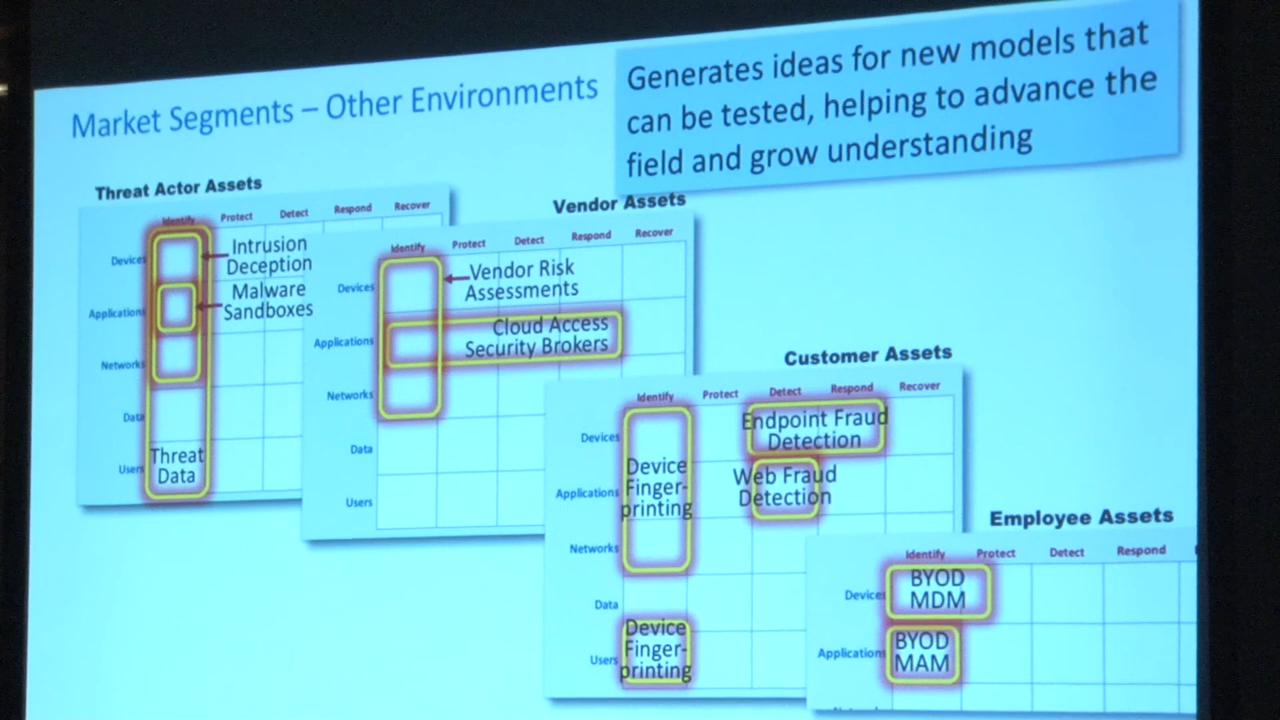 Market Segments – Other Environments
Generates ideas for new models that
can be tested, helping to advance the
field and grow understanding
Threat Actor Assets
Identify Protect Detect Respond Recover
Devices
Intrusion
Deception
Applications
Malware
Sandboxes
Networks
Data
Users
Threat
Data
Vendor Assets
Identify Protect Detect Respond Recover
Devices
Vendor Risk
Assessments
Applications
Cloud Access
Security Brokers
Networks
Data
Users
Customer Assets
Identify Protect Detect Respond Recover
Devices
Endpoint Fraud
Detection
Applications
Device
Finger-
printing
Web Fraud
Detection
Networks
Data
Users
Device
Finger-
printing
Employee Assets
Identify Protect Detect Respond
Devices
BYOD
MDM
Applications
BYOD
MAM